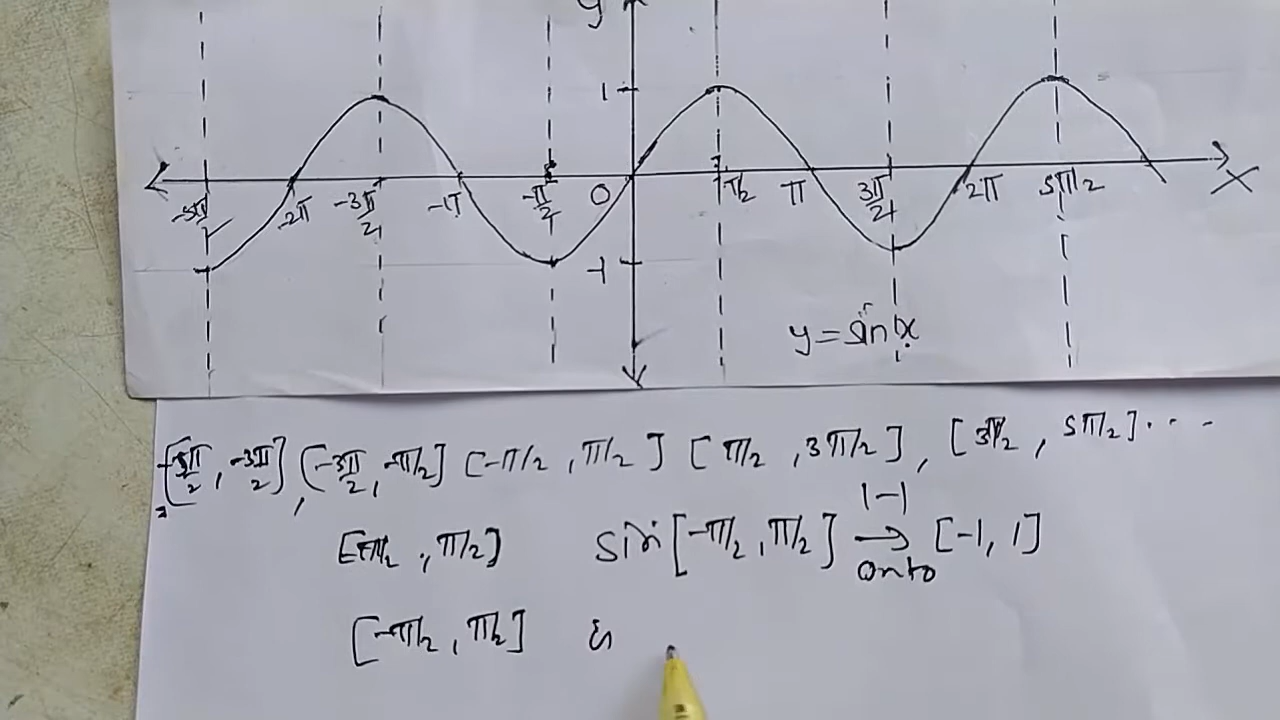 y
1
-5π/2 -2π -3π/2 -π -π/2 0 π/2 π 3π/2 2π 5π/2 X
-1
y = sin x
[-5π/2, -3π/2], [-3π/2, -π/2] [-π/2, π/2] [π/2, 3π/2], [3π/2, 5π/2]....
[-π/2, π/2] sin: [-π/2, π/2] 1-1 → onto [-1, 1]
[-π/2, π/2] is